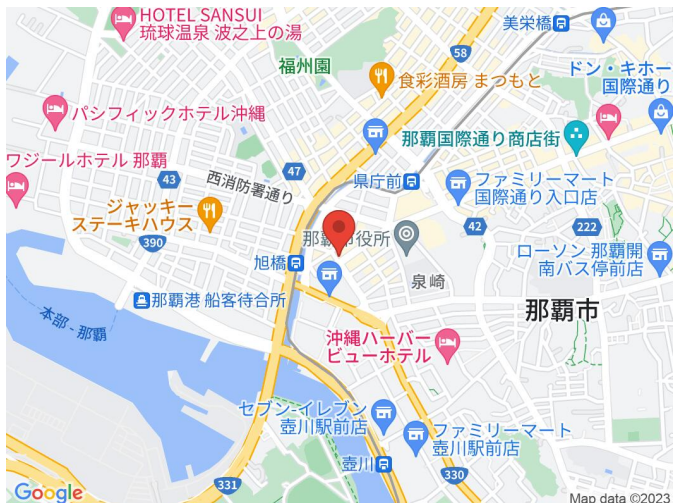 HOTEL SANSUI
琉球温泉 波之上の湯
美栄橋
58
福州園
食彩酒房 まつもと
ドン・キホー
国際通り
パシフィックホテル沖縄
那覇国際通り商店街
ワジールホテル 那覇
43
47
西消防署通り
県庁前
ファミリーマート
国際通り入口店
ジャッキー
ステーキハウス
390
那覇市役所
42
222
旭橋
泉崎
ローソン 那覇開
南バス停前店
那覇港 船客待合所
那覇市
本部 - 那覇
沖縄ハーバー
ビューホテル
セブン-イレブン
壺川駅前店
ファミリーマート
壺川駅前店
壺川
331
330
Google
Map data ©2023